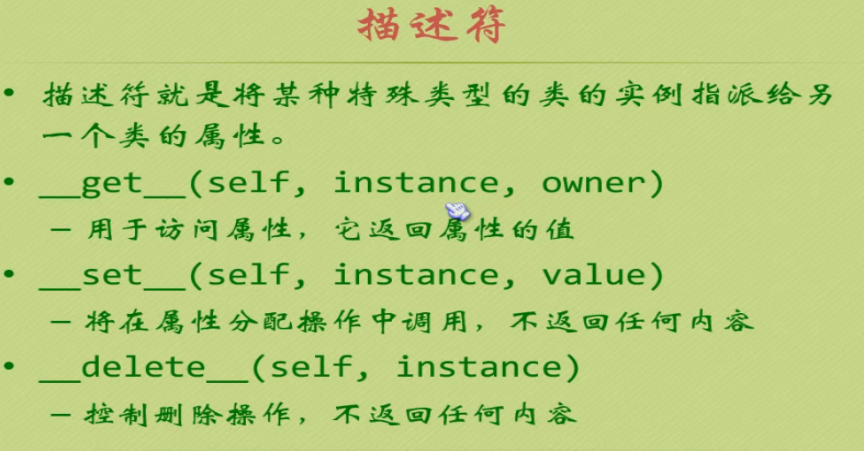 描述符
• 描述符就是将某种特殊类型的类的实例指派给另
一个类的属性。
• __get__(self, instance, owner)
– 用于访问属性，它返回属性的值
• __set__(self, instance, value)
– 将在属性分配操作中调用，不返回任何内容
• __delete__(self, instance)
– 控制删除操作，不返回任何内容